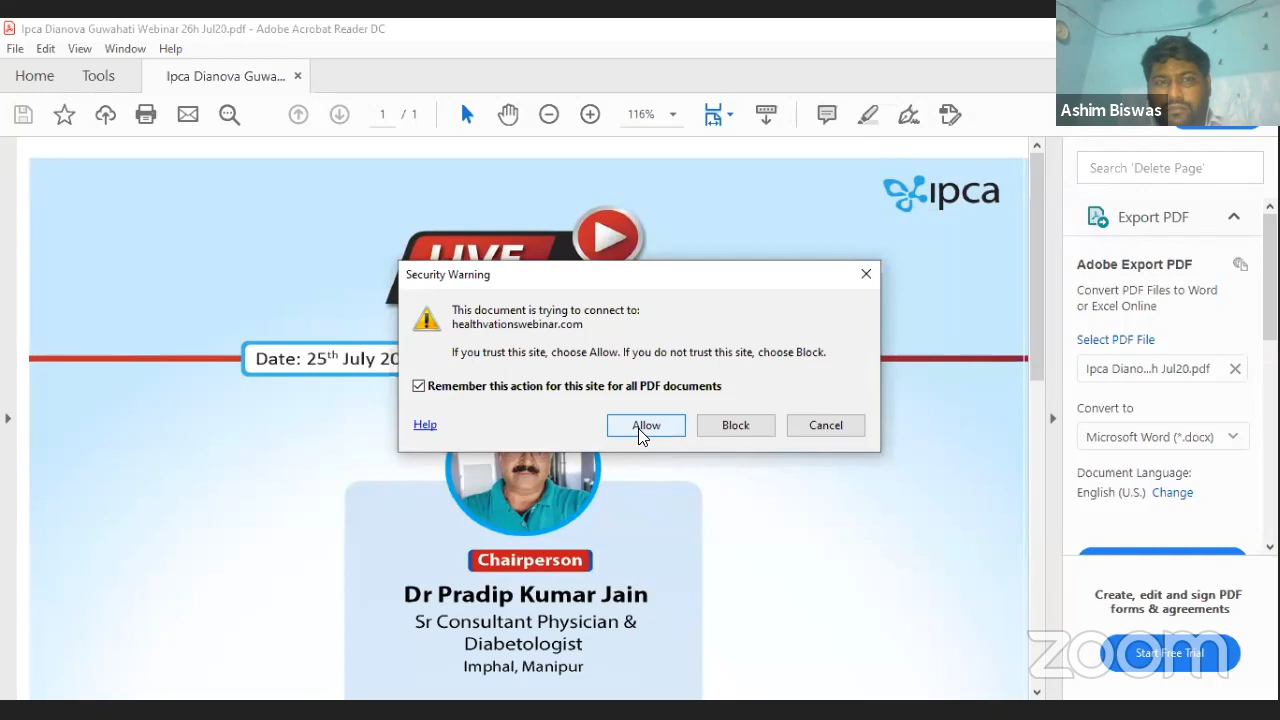 Ipca Dianova Guwahati Webinar 26h Jul20.pdf - Adobe Acrobat Reader DC
File Edit View Window Help
Home Tools Ipca Dianova Guwa... ×
1 / 1 116%
Ashim Biswas
Search 'Delete Page'
ipca
Export PDF
LIVE
Adobe Export PDF
Convert PDF Files to Word
or Excel Online
Select PDF File
Ipca Diano...h Jul20.pdf
Convert to
Microsoft Word (*.docx)
Document Language:
English (U.S.) Change
Create, edit and sign PDF
forms & agreements
Start Free Trial
Security Warning
This document is trying to connect to:
healthvationswebinar.com
If you trust this site, choose Allow. If you do not trust this site, choose Block.
Remember this action for this site for all PDF documents
Help Allow Block Cancel
Date: 25th July 20
Chairperson
Dr Pradip Kumar Jain
Sr Consultant Physician &
Diabetologist
Imphal, Manipur
zoom